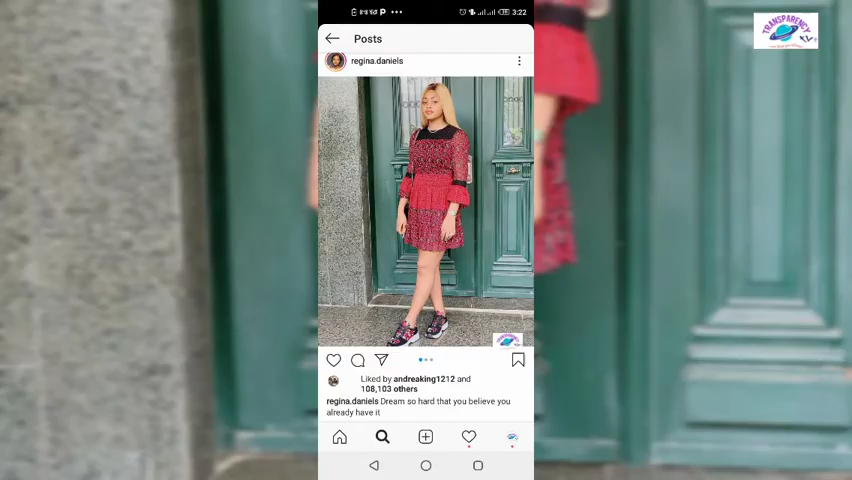 3:22
Posts
regina.daniels
Liked by andreaking1212 and
108,103 others
regina.daniels Dream so hard that you believe you
already have it
TRANSPARENCY